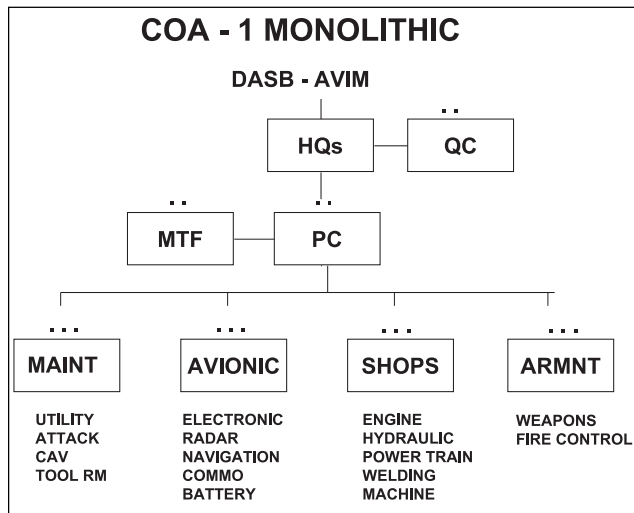 COA - 1 MONOLITHIC
DASB - AVIM
HQs
QC
MTF
PC
MAINT
AVIONIC
SHOPS
ARMNT
UTILITY
ATTACK
CAV
TOOL RM
ELECTRONIC
RADAR
NAVIGATION
COMMO
BATTERY
ENGINE
HYDRAULIC
POWER TRAIN
WELDING
MACHINE
WEAPONS
FIRE CONTROL